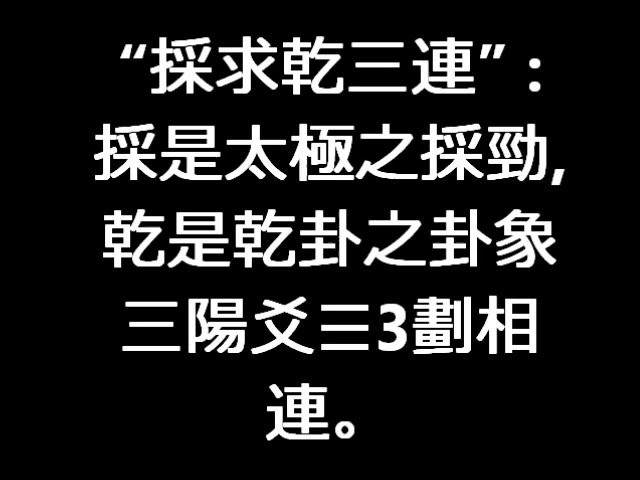 “採求乾三連”：
採是太極之採勁,
乾是乾卦之卦象
三陽爻☰3劃相
連。